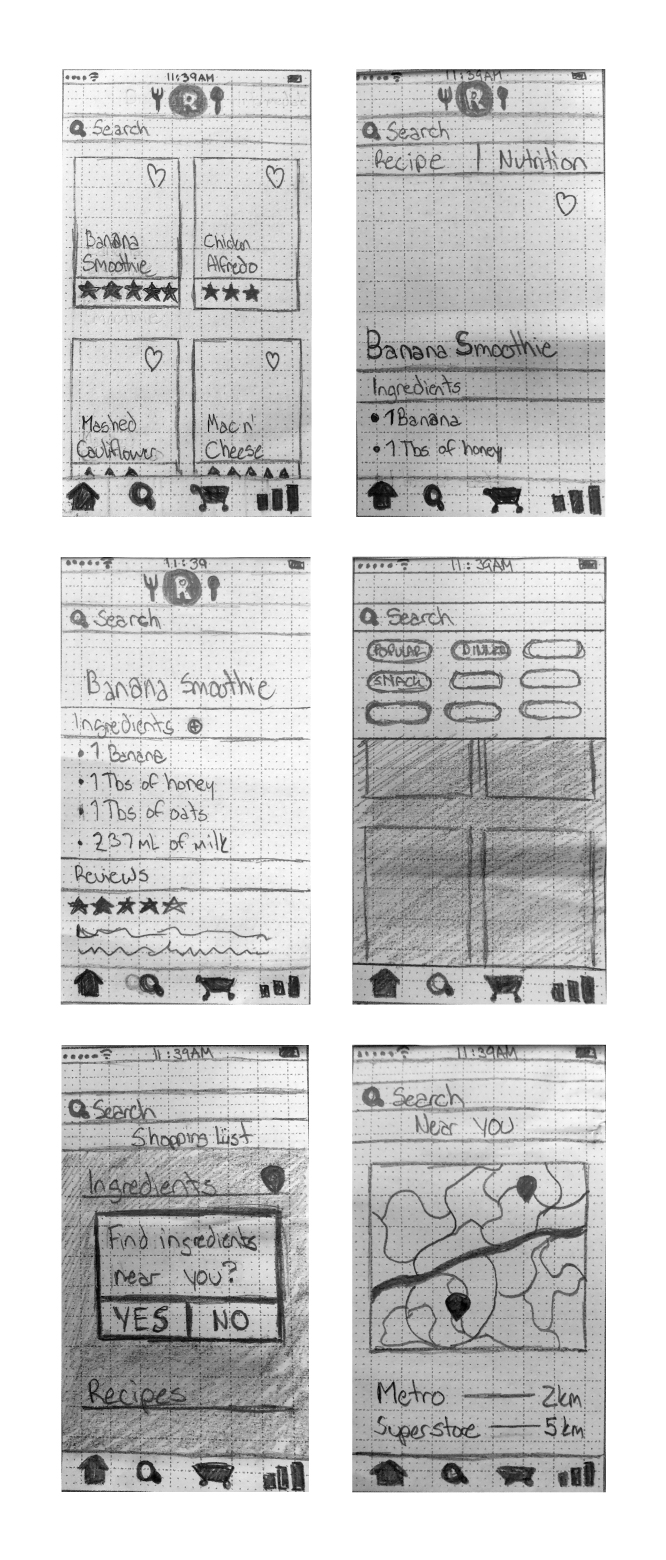 11:39AM
R
Search
Banana
Smoothie
Chicken
Alfredo
Mashed
Cauliflower
Mac n'
Cheese
11:39AM
R
Search
Recipe | Nutrition
Banana Smoothie
Ingredients
• 1 Banana
• 1 Tbs of honey
11:39
R
Search
Banana Smoothie
Ingredients
• 1 Banana
• 1 Tbs of honey
• 1 Tbs of oats
• 237 mL of milk
Reviews
11:39AM
Search
POPULAR DINNER
SNACK
11:39AM
Search
Shopping List
Ingredients
Find ingredients
near you?
YES NO
Recipes
11:39AM
Search
Near you
Metro 2km
Superstore 5km